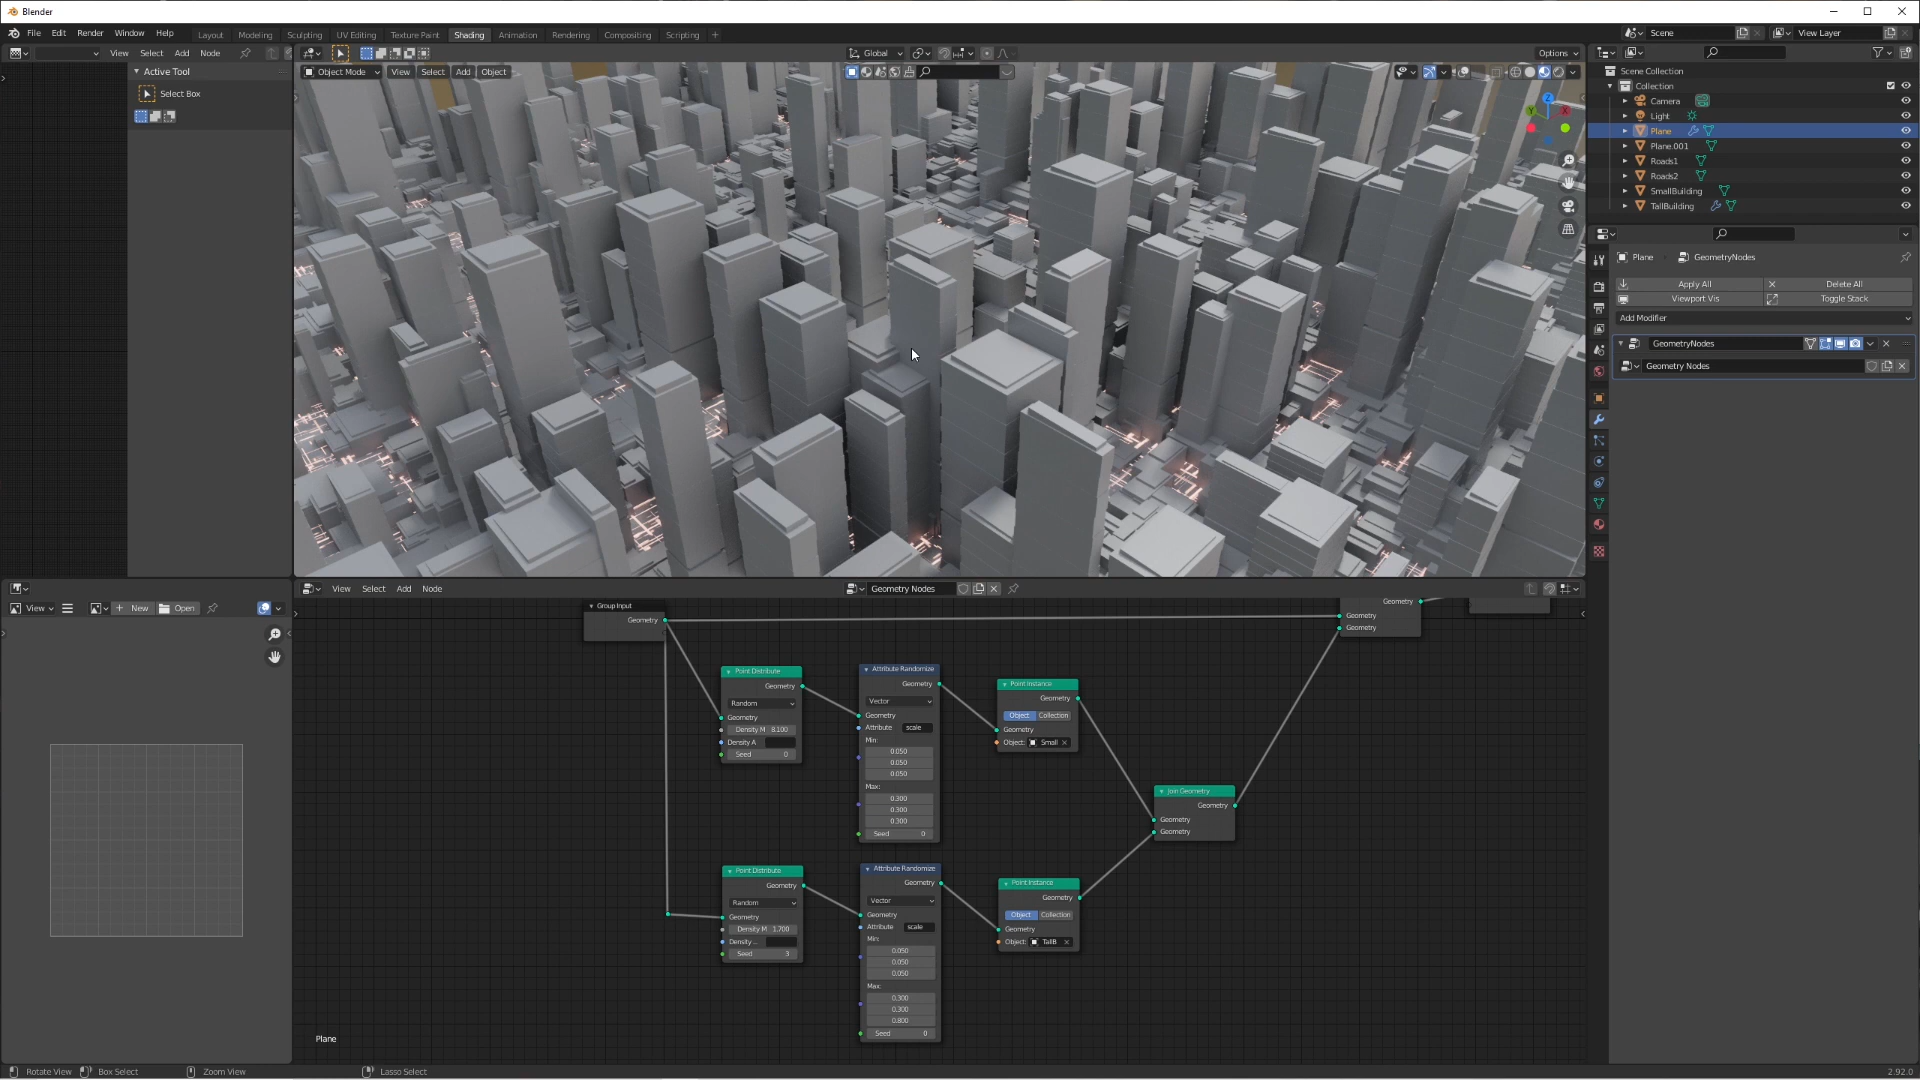 Blender
File Edit Render Window Help
Layout Modeling Sculpting UV Editing Texture Paint Shading Animation Rendering Compositing Scripting +
Scene
View Layer
View Select Add Node
Global
Options
Active Tool
Select Box
Object Mode View Select Add Object
Z
Y
X
Scene Collection
Collection
Camera
Light
Plane
Plane.001
Roads1
Roads2
SmallBuilding
TallBuilding
Plane GeometryNodes
Apply All Delete All
Viewport Vis Toggle Stack
Add Modifier
GeometryNodes
Geometry Nodes
View Select Add Node
Geometry Nodes
View + New Open
Group Input
Geometry
Geometry
Geometry
Geometry
Point Distribute
Geometry
Random
Geometry
Density M 8.100
Density A
Seed 0
Attribute Randomize
Geometry
Vector
Geometry
Attribute scale
Min:
0.050
0.050
0.050
Max:
0.300
0.300
0.300
Seed 0
Point Instance
Geometry
Object Collection
Geometry
Object: Small
Join Geometry
Geometry
Geometry
Geometry
Point Distribute
Geometry
Random
Geometry
Density M 1.700
Density ..
Seed 3
Attribute Randomize
Geometry
Vector
Geometry
Attribute scale
Min:
0.050
0.050
0.050
Max:
0.300
0.300
0.800
Seed 0
Point Instance
Geometry
Object Collection
Geometry
Object: TallB
Plane
Rotate View Box Select Zoom View Lasso Select 2.92.0